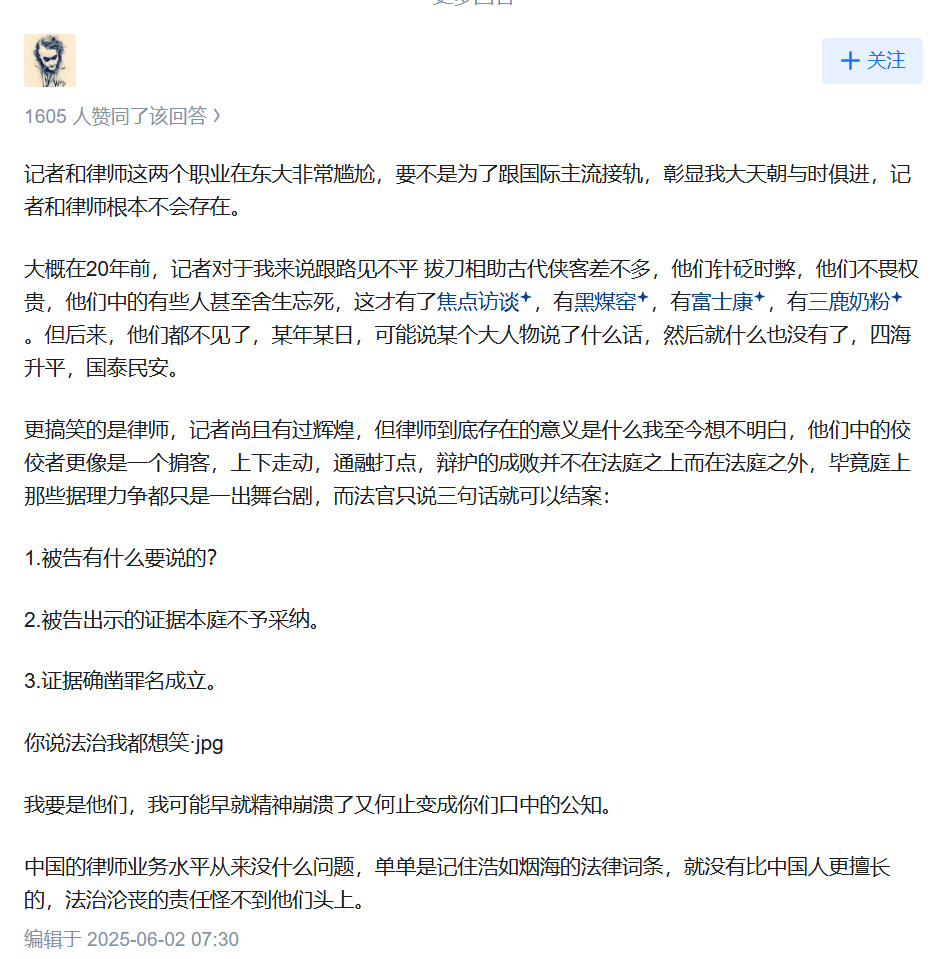 关注
1605 人赞同了该回答
记者和律师这两个职业在东大非常尴尬，要不是为了跟国际主流接轨，彰显我大天朝与时俱进，记
者和律师根本不会存在。
大概在20年前，记者对于我来说跟路见不平 拔刀相助古代侠客差不多，他们针砭时弊，他们不畏权
贵，他们中的有些人甚至舍生忘死，这才有了焦点访谈，有黑煤窑，有富士康，有三鹿奶粉
。但后来，他们都不见了，某年某日，可能说某个大人物说了什么话，然后就什么也没有了，四海
升平，国泰民安。
更搞笑的是律师，记者尚且有过辉煌，但律师到底存在的意义是什么我至今想不明白，他们中的佼
佼者更像是一个掮客，上下走动，通融打点，辩护的成败并不在法庭之上而在法庭之外，毕竟庭上
那些据理力争都只是一出舞台剧，而法官只说三句话就可以结案：
1.被告有什么要说的?
2.被告出示的证据本庭不予采纳。
3.证据确凿罪名成立。
你说法治我都想笑·jpg
我要是他们，我可能早就精神崩溃了又何止变成你们口中的公知。
中国的律师业务水平从来没什么问题，单单是记住浩如烟海的法律词条，就没有比中国人更擅长
的，法治沦丧的责任怪不到他们头上。
编辑于 2025-06-02 07:30